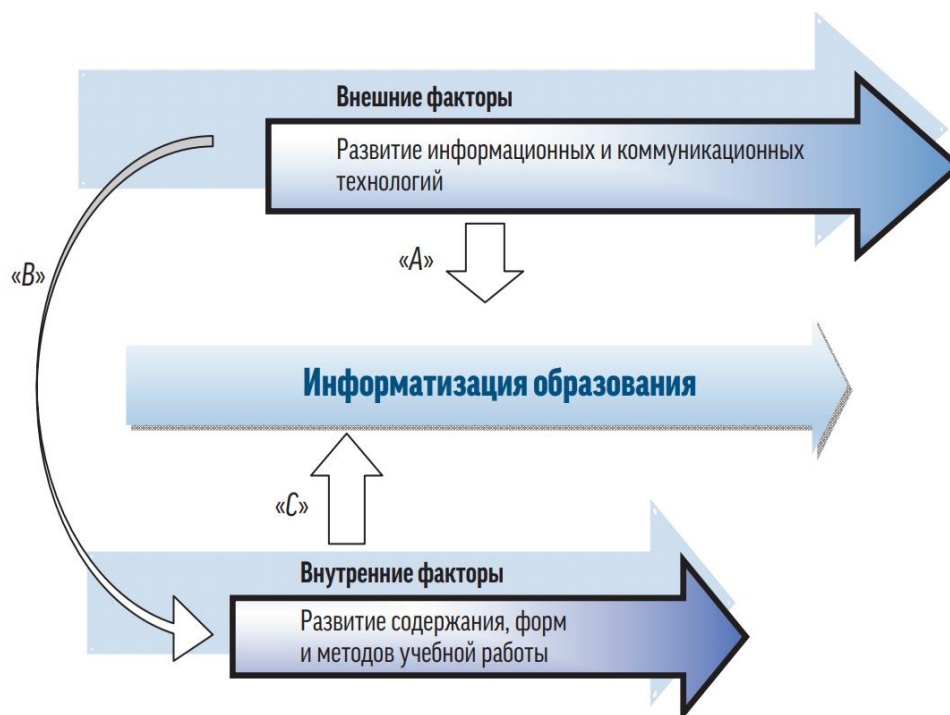 Внешние факторы
Развитие информационных и коммуникационных
технологий
«A»
«B»
Информатизация образования
«C»
Внутренние факторы
Развитие содержания, форм
и методов учебной работы